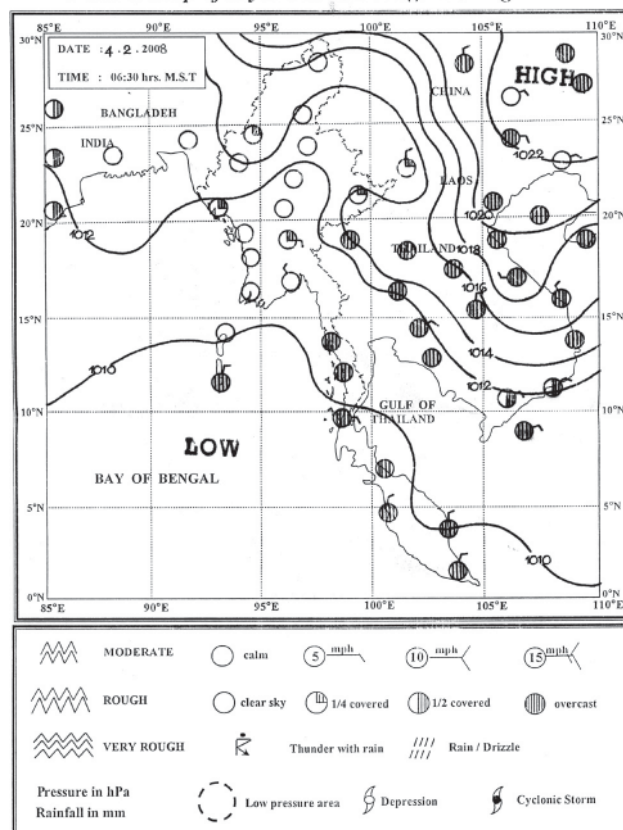 30°N
90°E
95°E
100°E
105°E
110°E
30°N
DATE : 4.2.2008
TIME : 06:30 hrs. M.S.T
HIGH
CHINA
25°N
BANGLADEH
25°N
INDIA
1022
LAOS
20°N
1012
1020
20°N
THAILAND
1018
1016
15°N
15°N
1014
1010
1012
10°N
GULF OF
THAILAND
10°N
LOW
BAY OF BENGAL
5°N
5°N
1010
0°N
0°N
85°E
90°E
95°E
100°E
105°E
110°E
MODERATE
calm
5 mph
10 mph
15 mph
ROUGH
clear sky
1/4 covered
1/2 covered
overcast
VERY ROUGH
Thunder with rain
Rain / Drizzle
Pressure in hPa
Rainfall in mm
Low pressure area
Depression
Cyclonic Storm